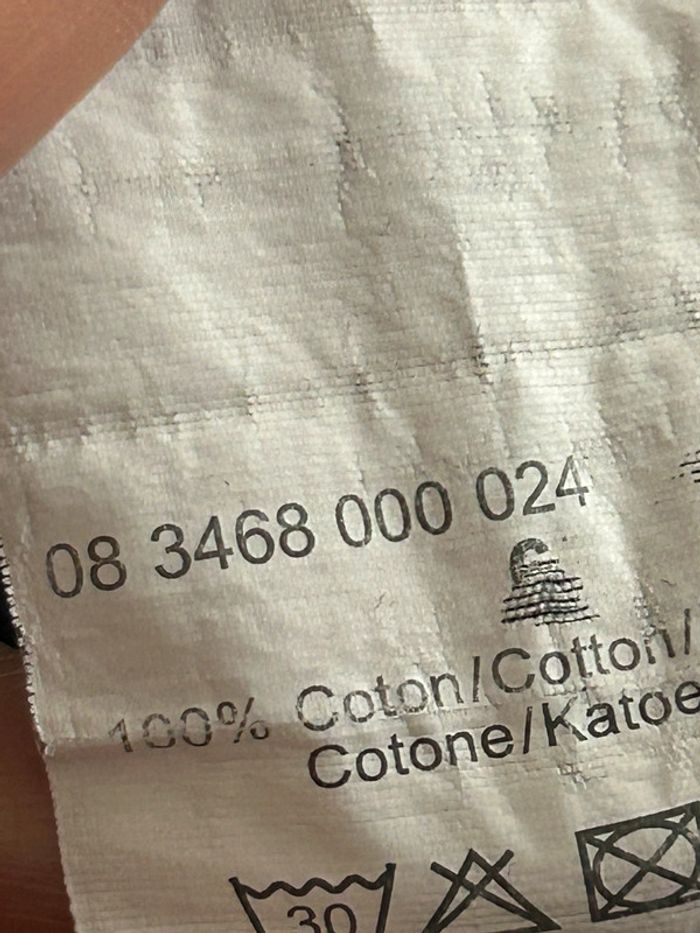 08 3468 000 024
100% Coton/Cotton/
Cotone/Katoe
30